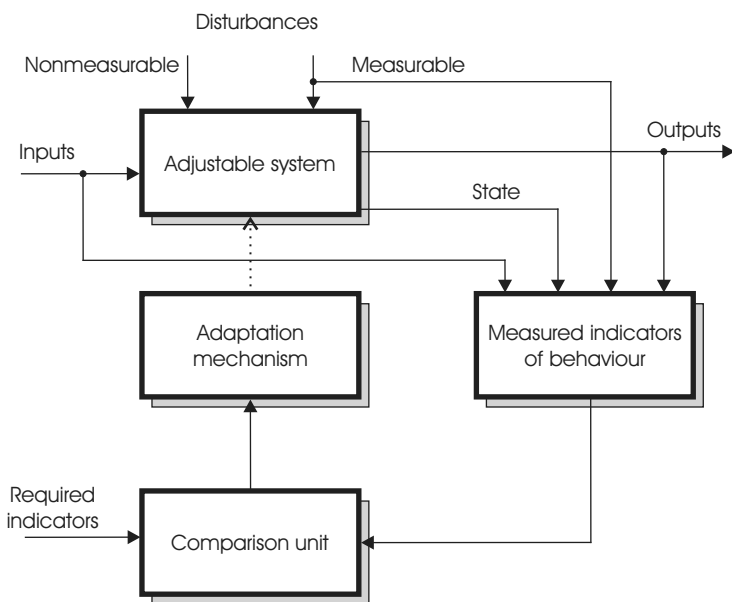 Disturbances
Nonmeasurable
Measurable
Inputs
Adjustable system
Outputs
State
Adaptation
mechanism
Measured indicators
of behaviour
Required
indicators
Comparison unit